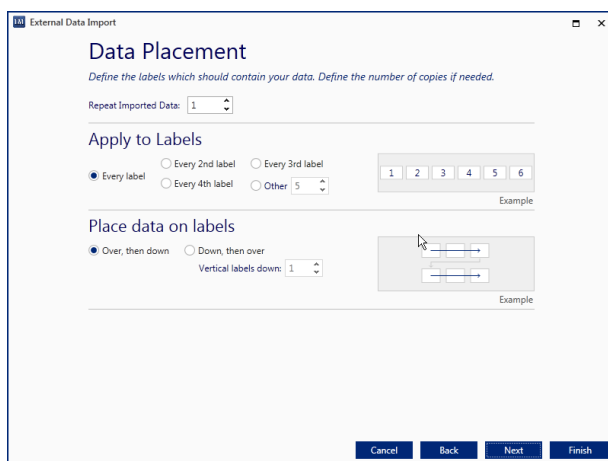 External Data Import
Data Placement
Define the labels which should contain your data. Define the number of copies if needed.
Repeat Imported Data: 1
Apply to Labels
Every label
Every 2nd label
Every 3rd label
Every 4th label
Other 5
1 2 3 4 5 6
Example
Place data on labels
Over, then down
Down, then over
Vertical labels down: 1
Example
Cancel Back Next Finish